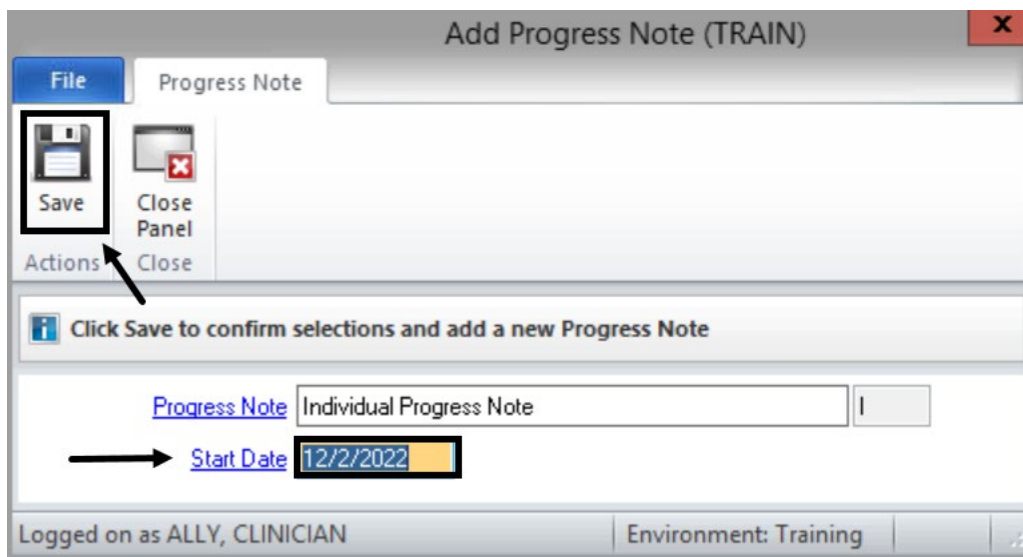 Add Progress Note (TRAIN)
x
File Progress Note
Save Close Panel
Actions Close
Click Save to confirm selections and add a new Progress Note
Progress Note Individual Progress Note I
Start Date 12/2/2022
Logged on as ALLY, CLINICIAN Environment: Training